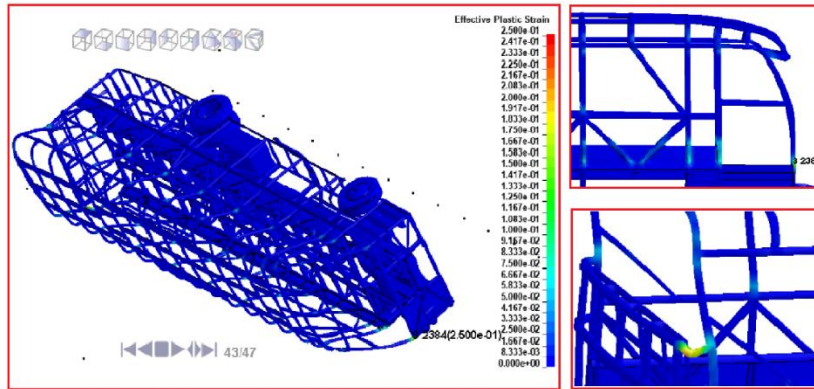 Effective Plastic Strain
2.500e-01
2.417e-01
2.333e-01
2.250e-01
2.167e-01
2.083e-01
2.000e-01
1.917e-01
1.833e-01
1.750e-01
1.667e-01
1.583e-01
1.500e-01
1.417e-01
1.333e-01
1.250e-01
1.167e-01
1.083e-01
1.000e-01
9.167e-02
8.333e-02
7.500e-02
6.667e-02
5.833e-02
5.000e-02
4.167e-02
3.333e-02
2.500e-02
1.667e-02
8.333e-03
0.000e+00
2384(2.500e-01)
43/47